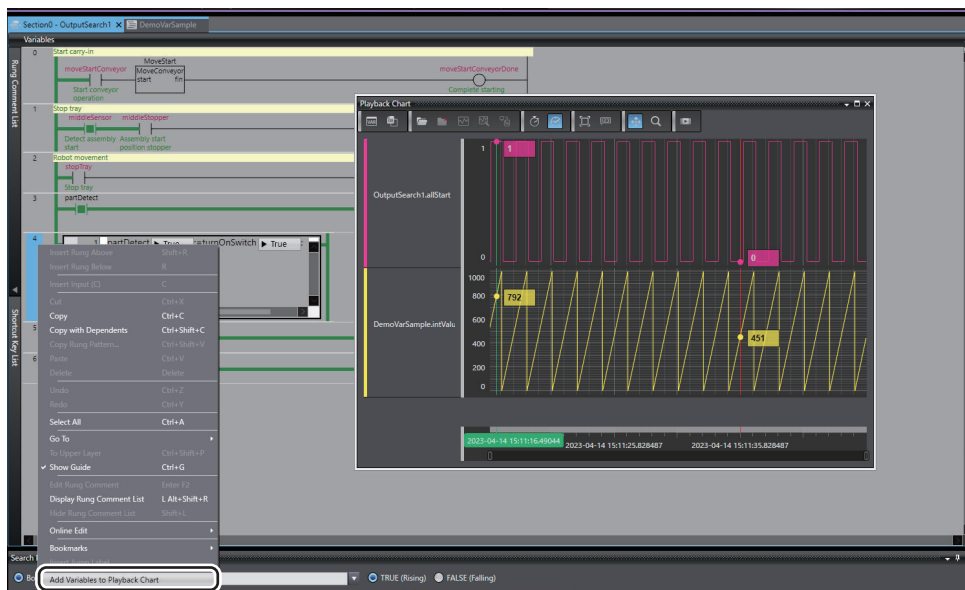 Section0 - OutputSearch1 DemoVarSample
Variables
Rung Comment List
Shortcut Key List
0 Start carry-in
MoveStart
moveStartConveyor MoveConveyor moveStartConveyorDone
start fin
Start conveyor Complete starting
operation
1 Stop tray
middleSensor middleStopper
Detect assembly Assembly start
start position stopper
2 Robot movement
stopTray
Stop tray
3 partDetect
4 1 partDetect True returnOnSwitch True
5
6
Insert Rung Above Shift+R
Insert Rung Below R
Insert Input (C) C
Cut Ctrl+X
Copy Ctrl+C
Copy with Dependents Ctrl+Shift+C
Copy Rung Pattern... Ctrl+Shift+V
Paste Ctrl+V
Delete Delete
Undo Ctrl+Z
Redo Ctrl+Y
Select All Ctrl+A
Go To
To Upper Layer Ctrl+Shift+P
Show Guide Ctrl+G
Edit Rung Comment Enter F2
Display Rung Comment List L Alt+Shift+R
Hide Rung Comment List Shift+L
Online Edit
Bookmarks
Add Variables to Playback Chart
Playback Chart
OutputSearch1.allStart
1
0
1
0
DemoVarSample.intValu
1000
800
600
400
200
0
792
451
2023-04-14 15:11:16.49044 2023-04-14 15:11:25.828487 2023-04-14 15:11:35.828487
Search
Bo TRUE (Rising) FALSE (Falling)